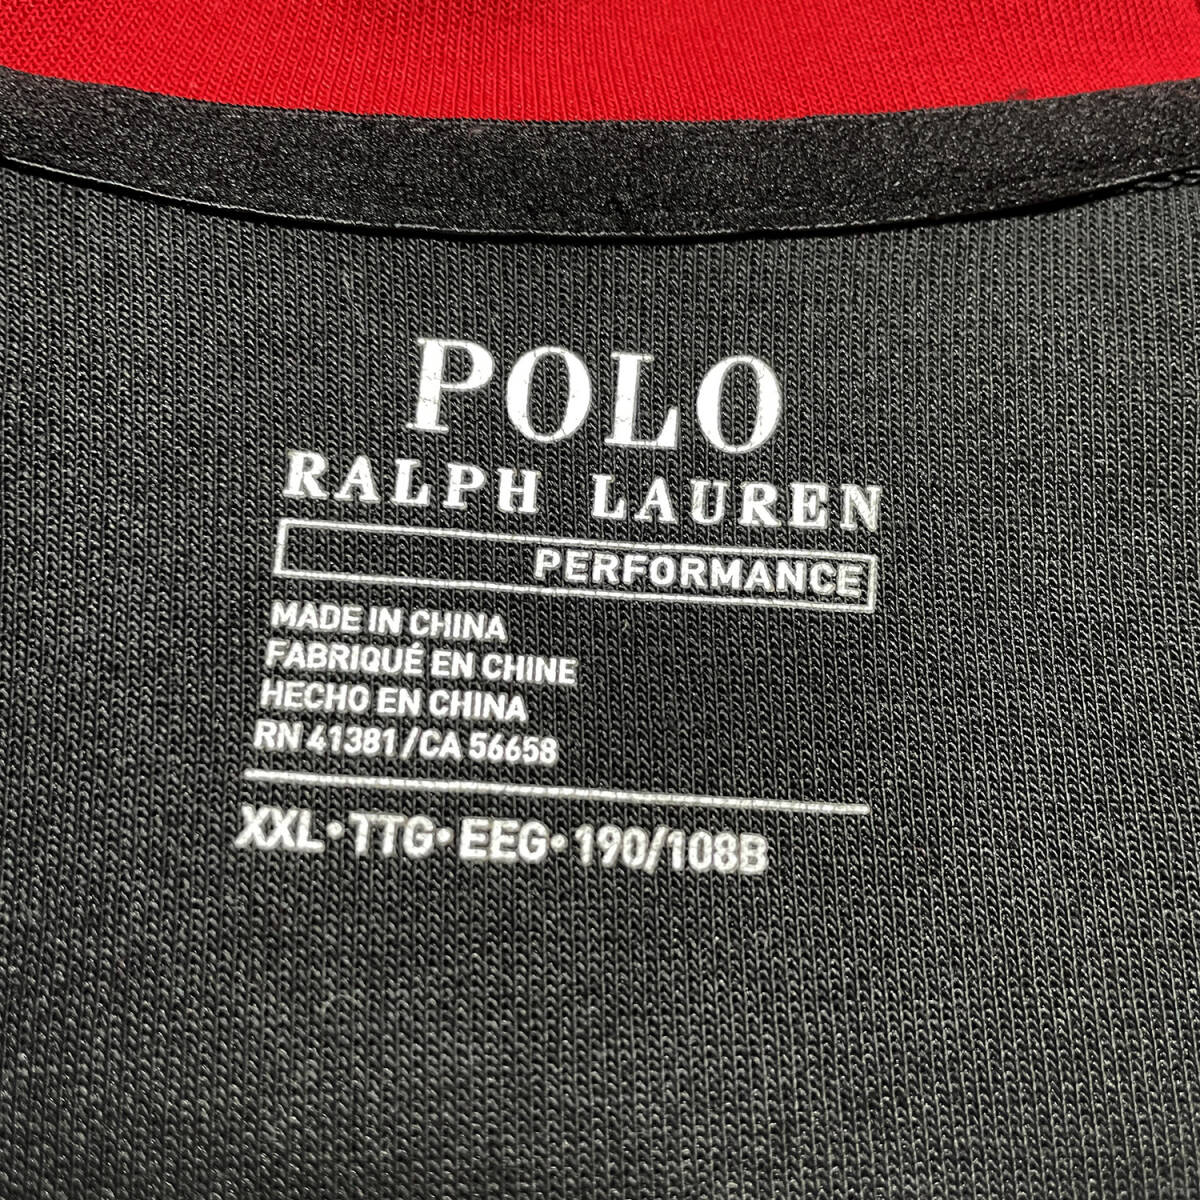 POLO
RALPH LAUREN
PERFORMANCE
MADE IN CHINA
FABRIQUÉ EN CHINE
HECHO EN CHINA
RN 41381/CA 56658
XXL•TTG•EEG•190/108B